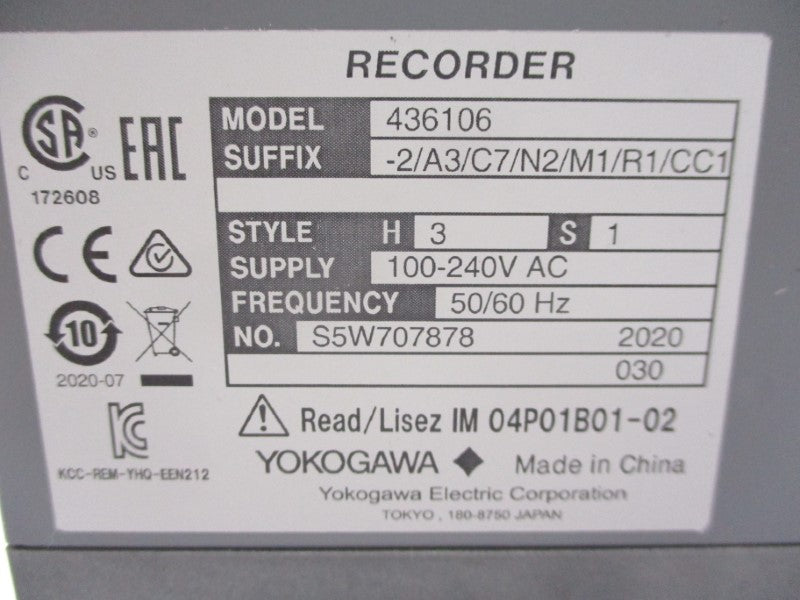 RECORDER
MODEL 436106
SUFFIX -2/A3/C7/N2/M1/R1/CC1
STYLE H 3 S 1
SUPPLY 100-240V AC
FREQUENCY 50/60 Hz
NO. S5W707878 2020
030
SA ®
C US
172608
EAC
CE
10
2020-07
KCC-REM-YHQ-EEN212
Read/Lisez IM 04P01B01-02
YOKOGAWA Made in China
Yokogawa Electric Corporation
TOKYO , 180-8750 JAPAN